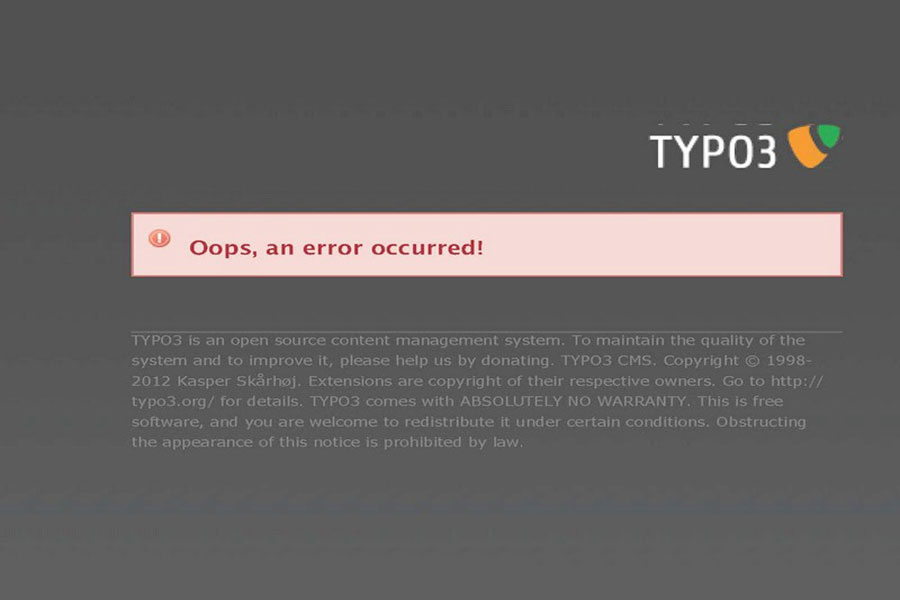 TYPO3
Oops, an error occurred!
TYPO3 is an open source content management system. To maintain the quality of the
system and to improve it, please help us by donating. TYPO3 CMS. Copyright © 1998-
2012 Kasper Skårhøj. Extensions are copyright of their respective owners. Go to http://
typo3.org/ for details. TYPO3 comes with ABSOLUTELY NO WARRANTY. This is free
software, and you are welcome to redistribute it under certain conditions. Obstructing
the appearance of this notice is prohibited by law.